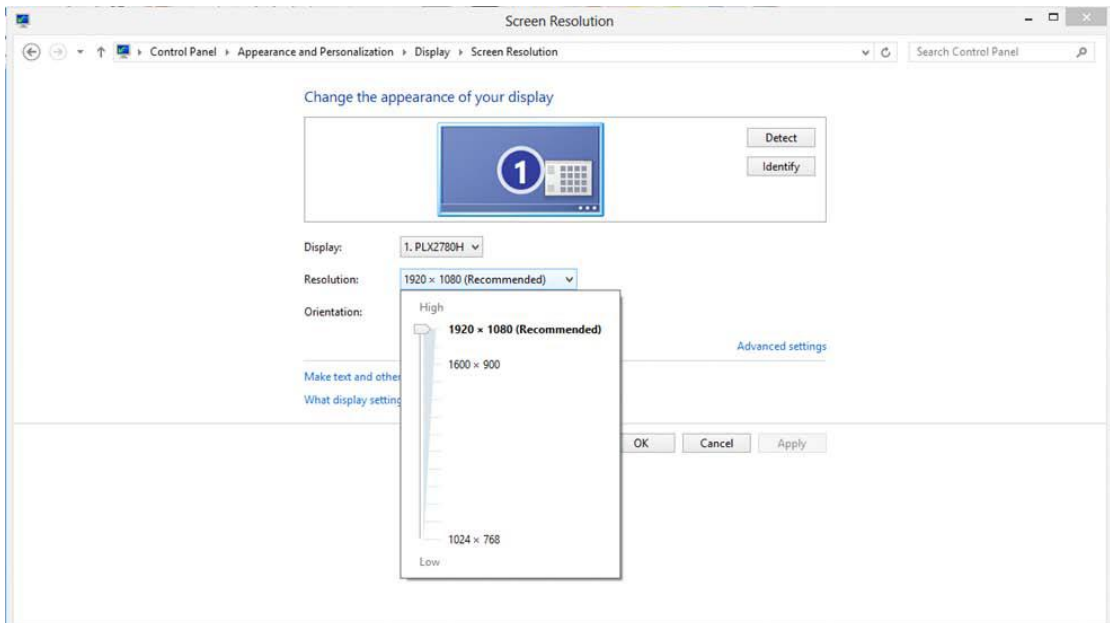 Screen Resolution
Control Panel Appearance and Personalization Display Screen Resolution
Search Control Panel
Change the appearance of your display
1
Detect
Identify
Display: 1. PLX2780H
Resolution: 1920 × 1080 (Recommended)
Orientation:
High
1920 × 1080 (Recommended)
1600 × 900
1024 × 768
Low
Advanced settings
Make text and other
What display setting
OK Cancel Apply